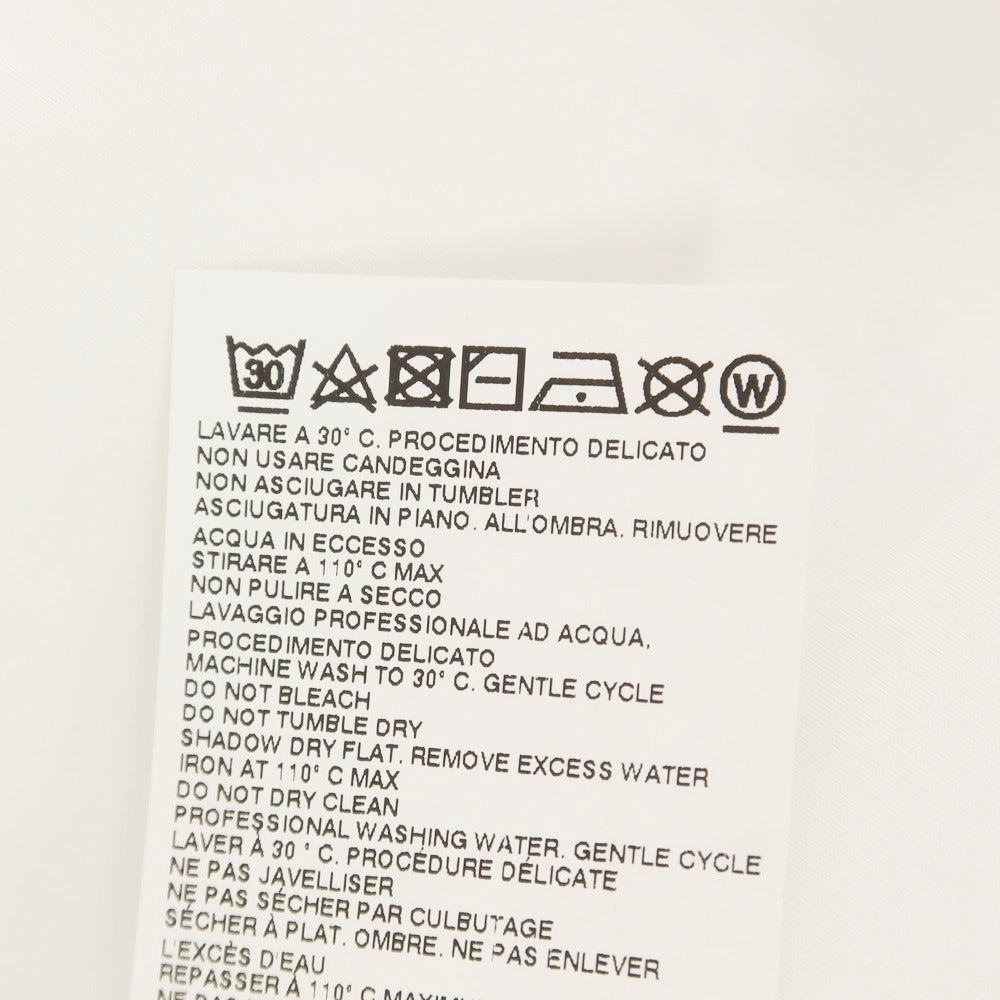 30 W
LAVARE A 30° C. PROCEDIMENTO DELICATO
NON USARE CANDEGGINA
NON ASCIUGARE IN TUMBLER
ASCIUGATURA IN PIANO. ALL'OMBRA. RIMUOVERE
ACQUA IN ECCESSO
STIRARE A 110° C MAX
NON PULIRE A SECCO
LAVAGGIO PROFESSIONALE AD ACQUA,
PROCEDIMENTO DELICATO
MACHINE WASH TO 30° C. GENTLE CYCLE
DO NOT BLEACH
DO NOT TUMBLE DRY
SHADOW DRY FLAT. REMOVE EXCESS WATER
IRON AT 110° C MAX
DO NOT DRY CLEAN
PROFESSIONAL WASHING WATER. GENTLE CYCLE
LAVER À 30 ° C. PROCÉDURE DÉLICATE
NE PAS JAVELLISER
NE PAS SÉCHER PAR CULBUTAGE
SÉCHER À PLAT. OMBRE. NE PAS ENLEVER
L'EXCÈS D'EAU
REPASSER À 110° C